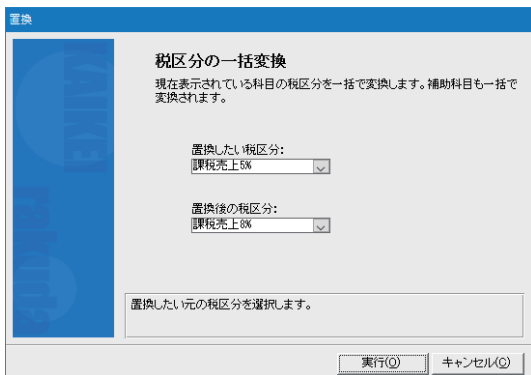 置換
税区分の一括変換
現在表示されている科目の税区分を一括で変換します。補助科目も一括で
変換されます。
置換したい税区分:
課税売上5%
置換後の税区分:
課税売上8%
置換したい元の税区分を選択します。
実行(O)
キャンセル(C)
KAIKEI
rakuda